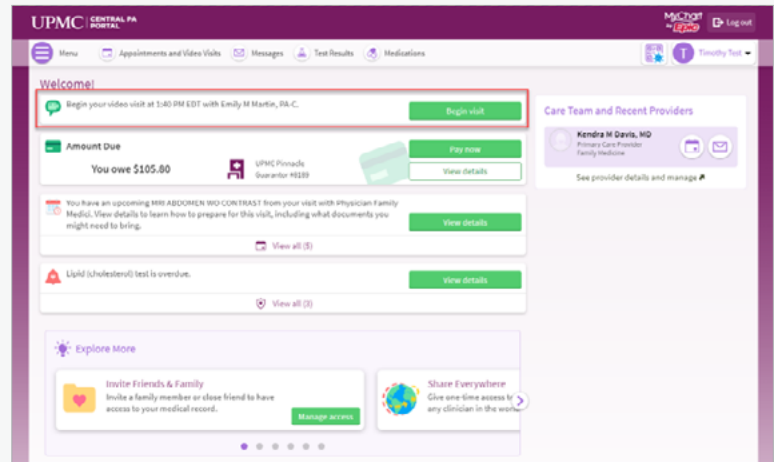 UPMC CENTRAL PA PORTAL
MyChart by Epic
Log out
Menu
Appointments and Video Visits
Messages
Test Results
Medications
T
Timothy Test
Welcome!
Begin your video visit at 1:40 PM EDT with Emily M Martin, PA-C.
Begin visit
Amount Due
You owe $105.80
UPMC Pinnacle
Guarantor #8189
Pay now
View details
You have an upcoming MRI ABDOMEN WO CONTRAST from your visit with Physician Family
Medici. View details to learn how to prepare for this visit, including what documents you
might need to bring.
View details
View all (5)
Lipid (cholesterol) test is overdue.
View details
View all (3)
Care Team and Recent Providers
Kendra M Davis, MD
Primary Care Provider
Family Medicine
See provider details and manage
Explore More
Invite Friends & Family
Invite a family member or close friend to have
access to your medical record.
Manage access
Share Everywhere
Give one-time access to
any clinician in the world